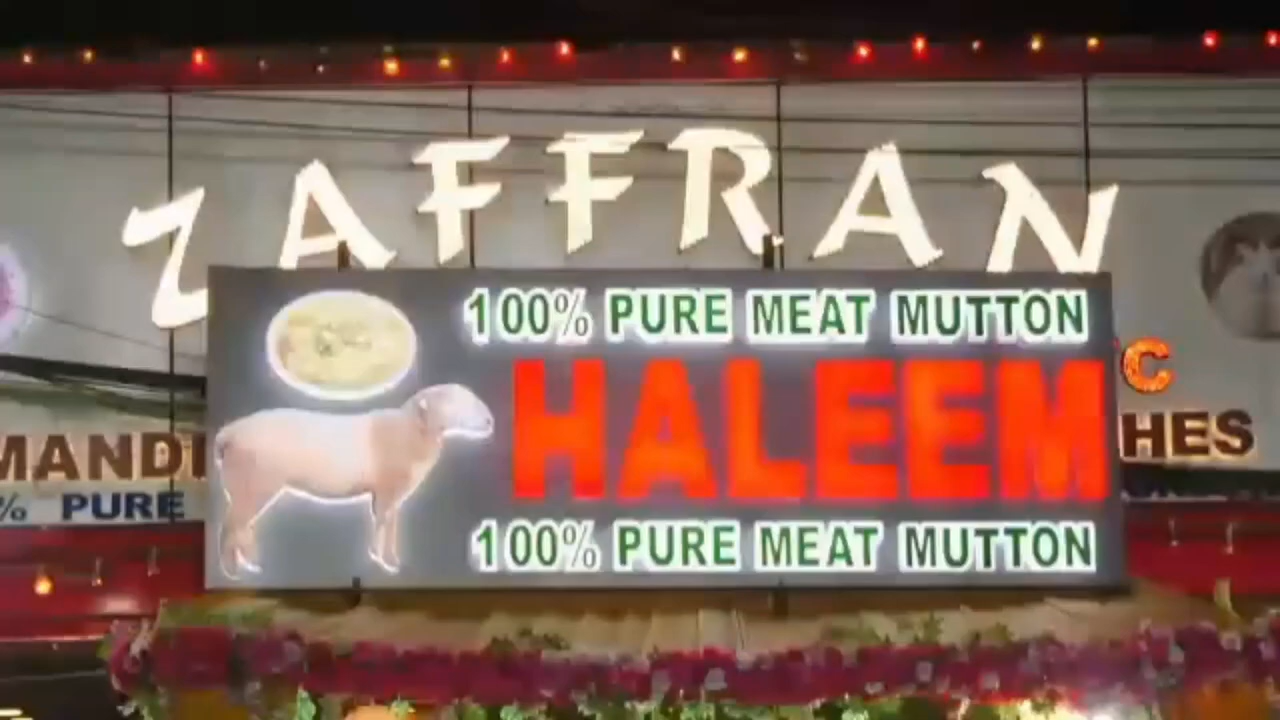 ZAFFRAN
100% PURE MEAT MUTTON
HALEEM
100% PURE MEAT MUTTON
MANDI
% PURE
C
HES